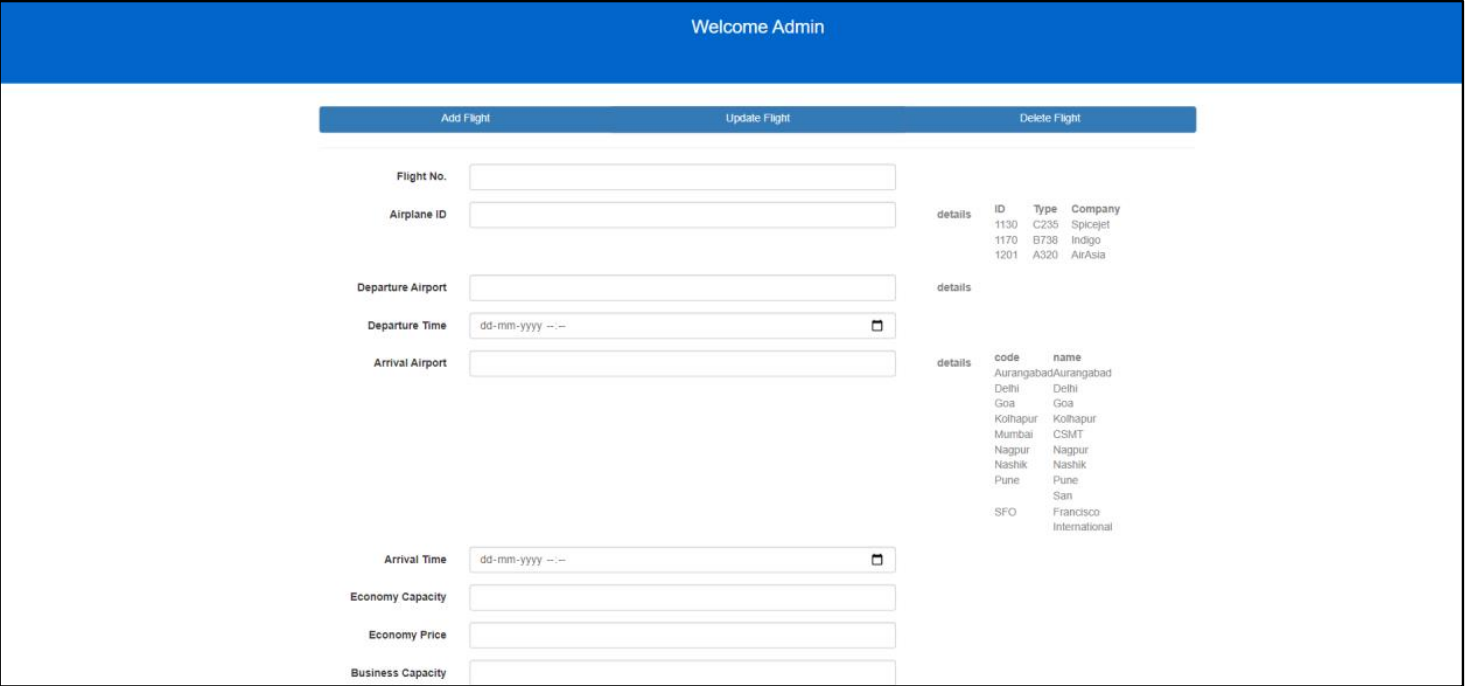 Welcome Admin
Add Flight Update Flight Delete Flight
Flight No.
Airplane ID details ID Type Company
1130 C235 Spicejet
1170 B738 Indigo
1201 A320 AirAsia
Departure Airport details
Departure Time dd-mm-yyyy --:--
Arrival Airport details code name
AurangabadAurangabad
Delhi Delhi
Goa Goa
Kolhapur Kolhapur
Mumbai CSMT
Nagpur Nagpur
Nashik Nashik
Pune Pune
San
SFO Francisco
International
Arrival Time dd-mm-yyyy --:--
Economy Capacity
Economy Price
Business Capacity